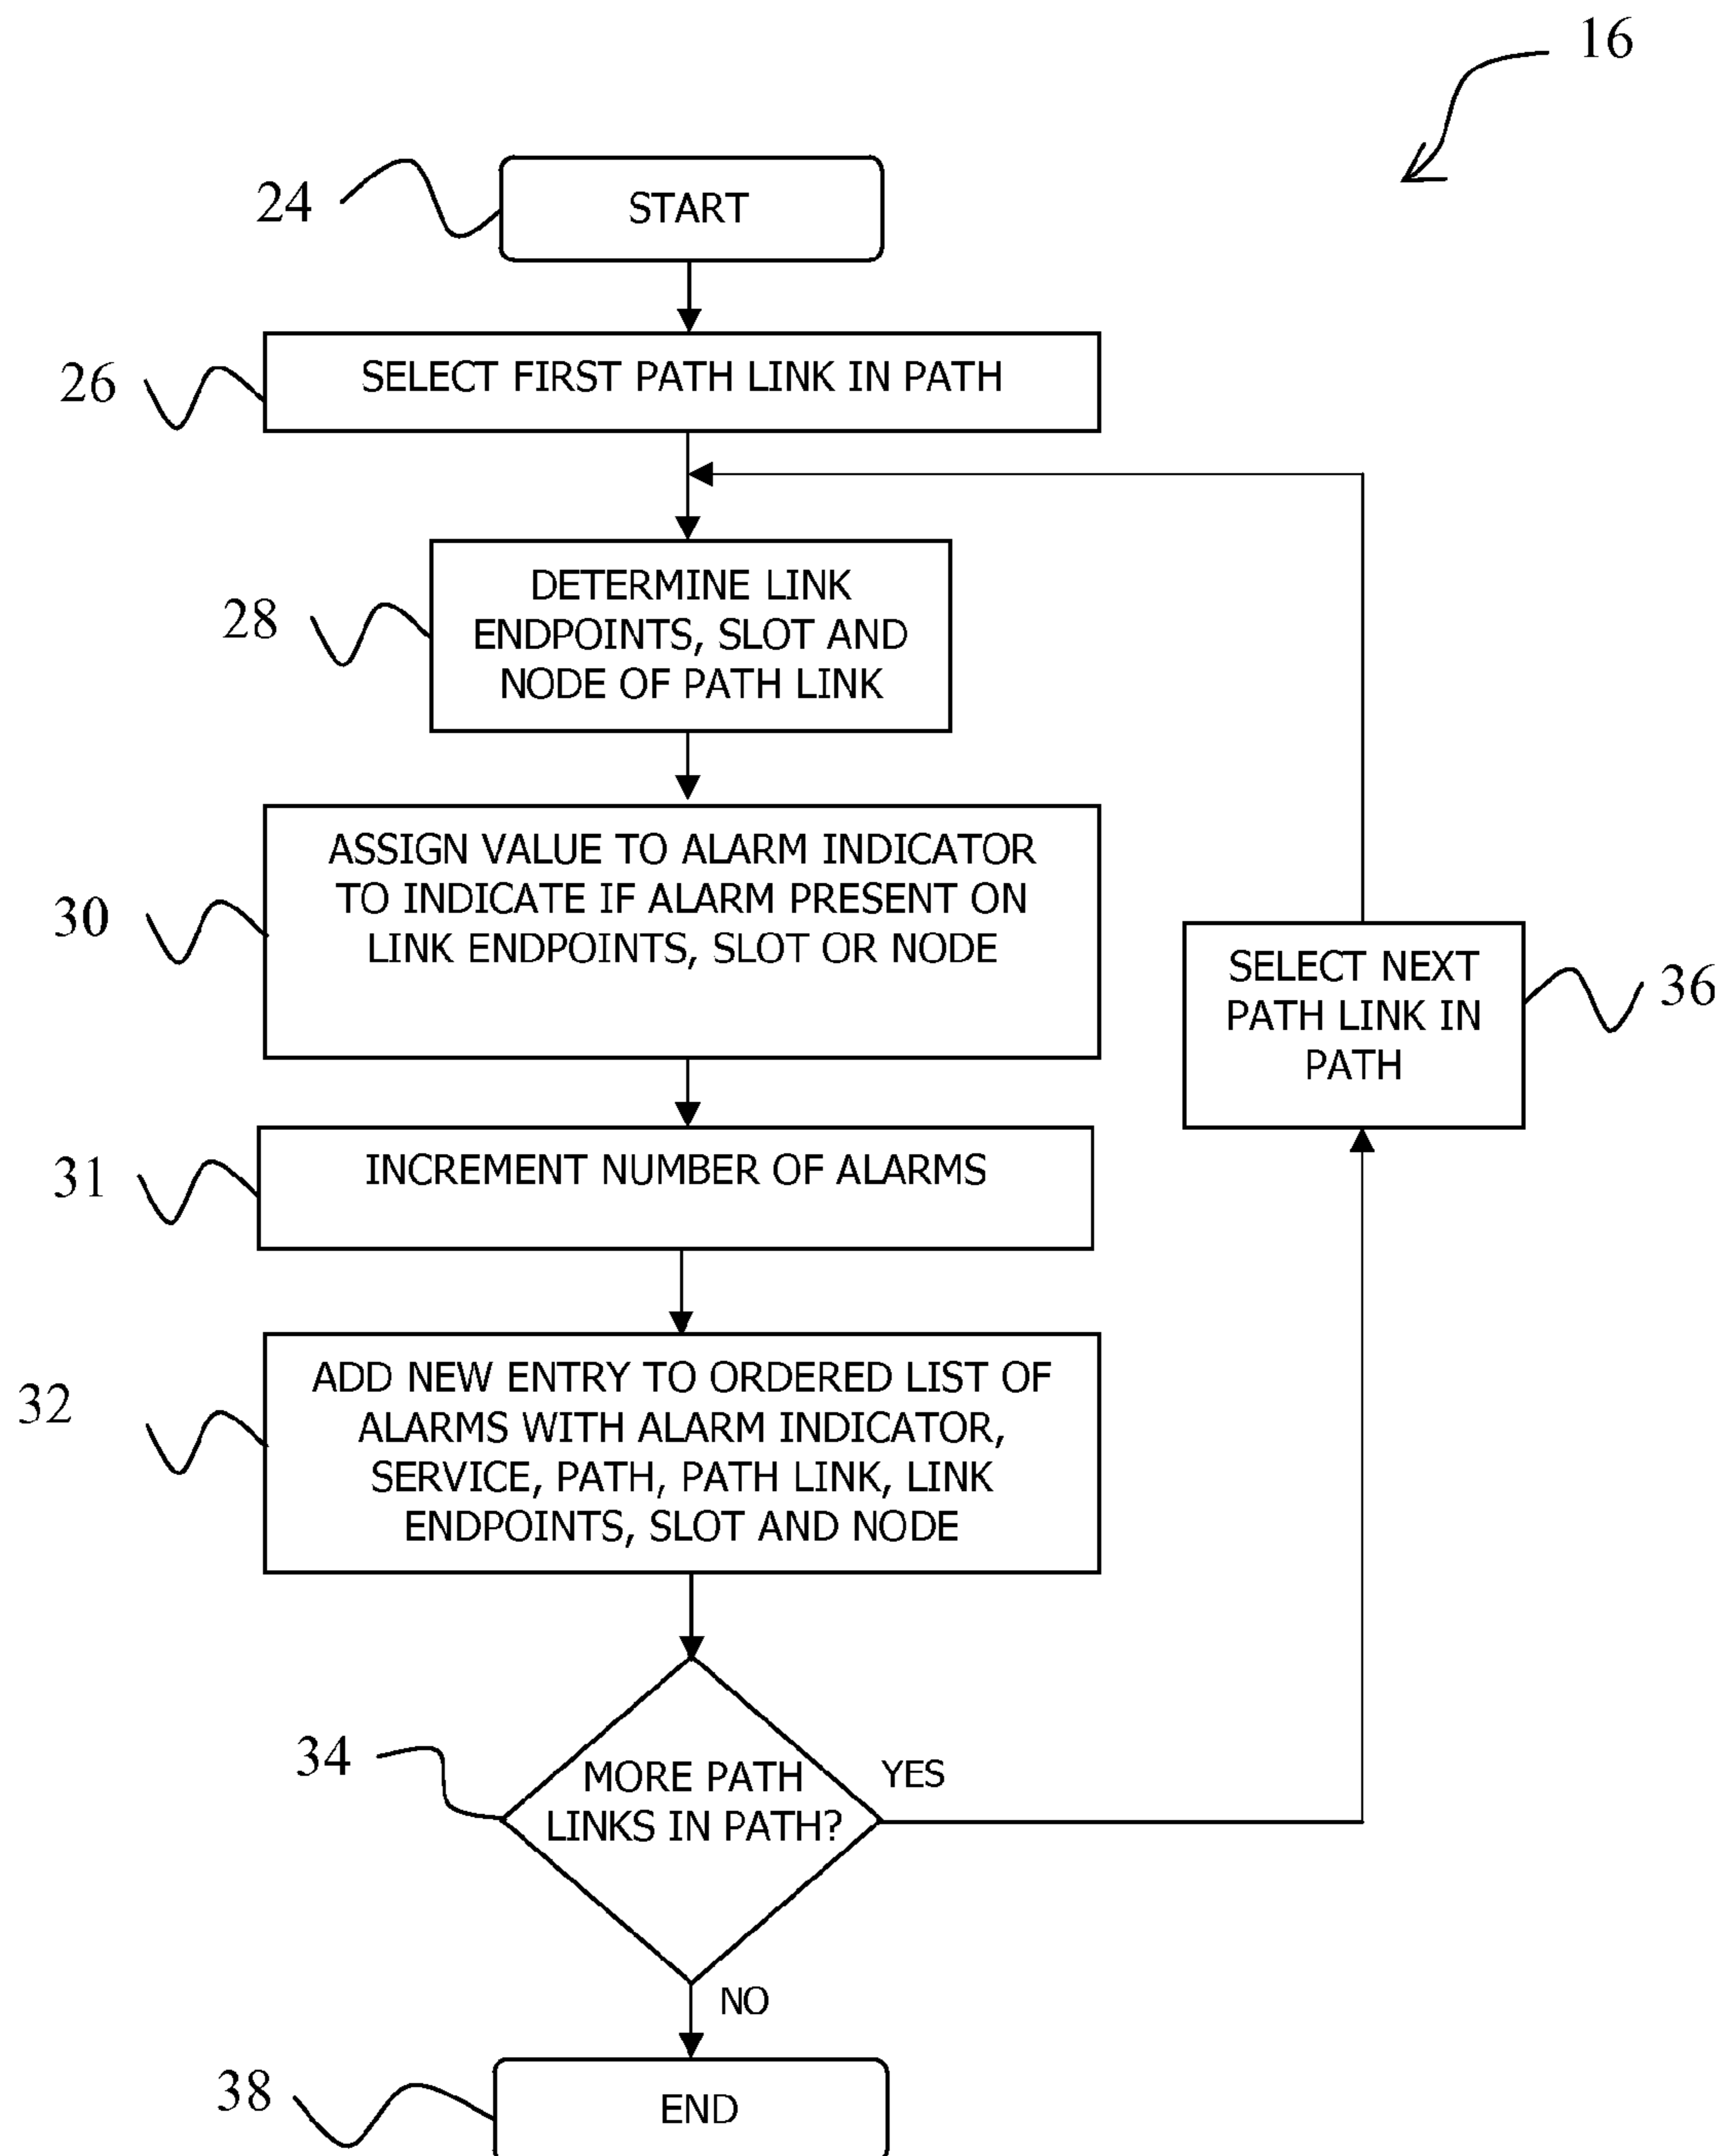 16
24
START
26
SELECT FIRST PATH LINK IN PATH
28
DETERMINE LINK
ENDPOINTS, SLOT AND
NODE OF PATH LINK
30
ASSIGN VALUE TO ALARM INDICATOR
TO INDICATE IF ALARM PRESENT ON
LINK ENDPOINTS, SLOT OR NODE
SELECT NEXT
PATH LINK IN
PATH
36
31
INCREMENT NUMBER OF ALARMS
32
ADD NEW ENTRY TO ORDERED LIST OF
ALARMS WITH ALARM INDICATOR,
SERVICE, PATH, PATH LINK, LINK
ENDPOINTS, SLOT AND NODE
34
MORE PATH
LINKS IN PATH?
YES
NO
38
END